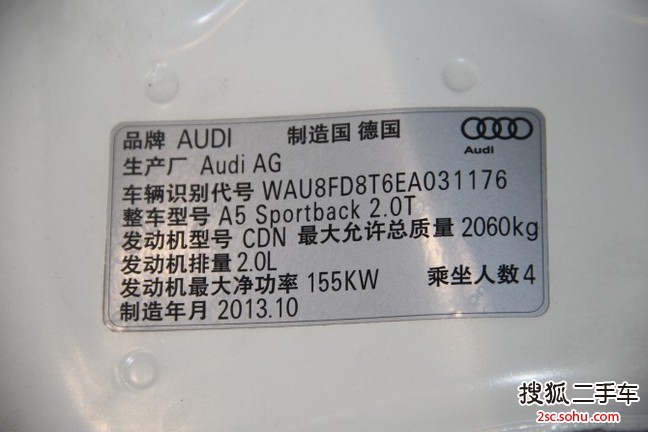 品牌 AUDI 制造国 德国
Audi
生产厂 Audi AG
车辆识别代号 WAU8FD8T6EA031176
整车型号 A5 Sportback 2.0T
发动机型号 CDN 最大允许总质量 2060kg
发动机排量 2.0L
发动机最大净功率 155KW 乘坐人数 4
制造年月 2013.10
搜狐二手车
2sc.sohu.com